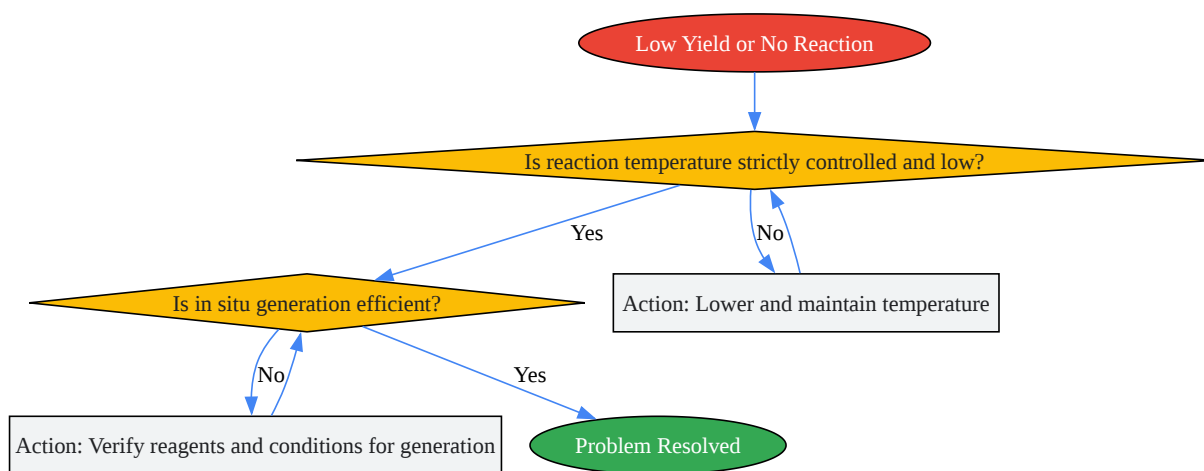 Low Yield or No Reaction
Is reaction temperature strictly controlled and low?
Yes
No
Is in situ generation efficient?
Action: Lower and maintain temperature
No
Yes
Action: Verify reagents and conditions for generation
Problem Resolved